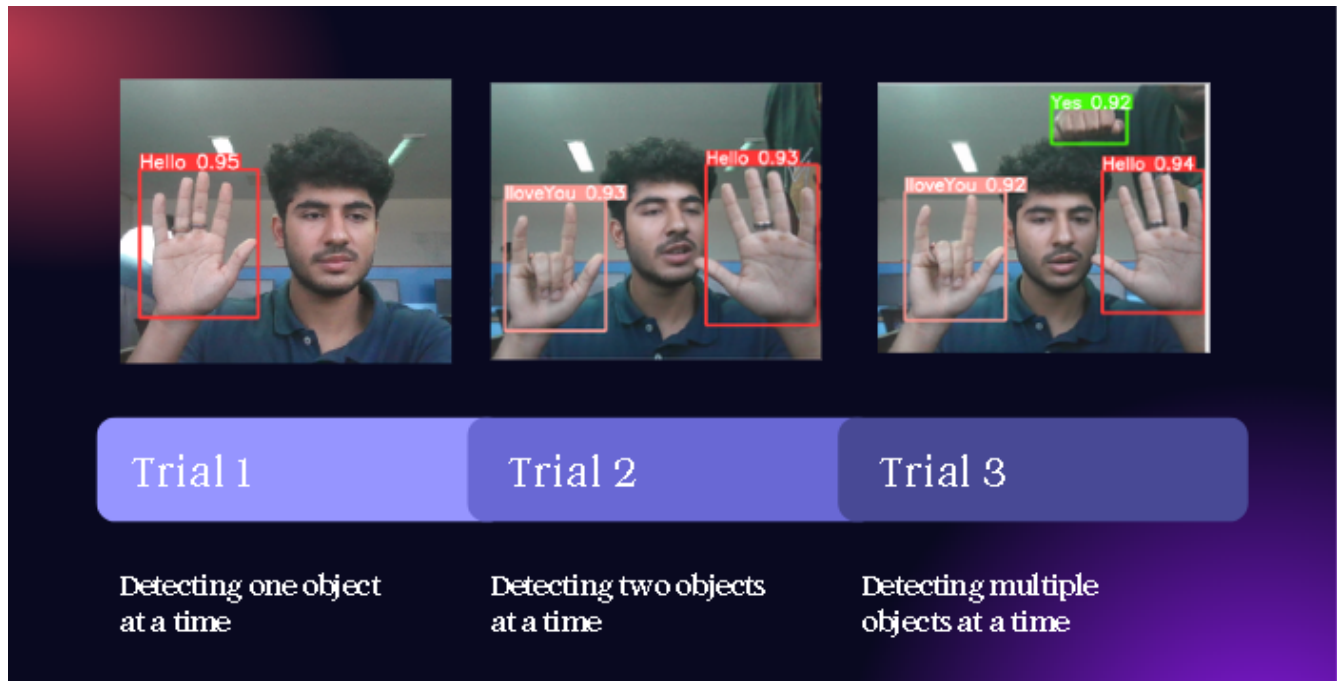 Hello 0.95
IloveYou 0.93
Hello 0.93
Yes 0.92
IloveYou 0.92
Hello 0.94
Trial 1
Trial 2
Trial 3
Detecting one object
at a time
Detecting two objects
at a time
Detecting multiple
objects at a time